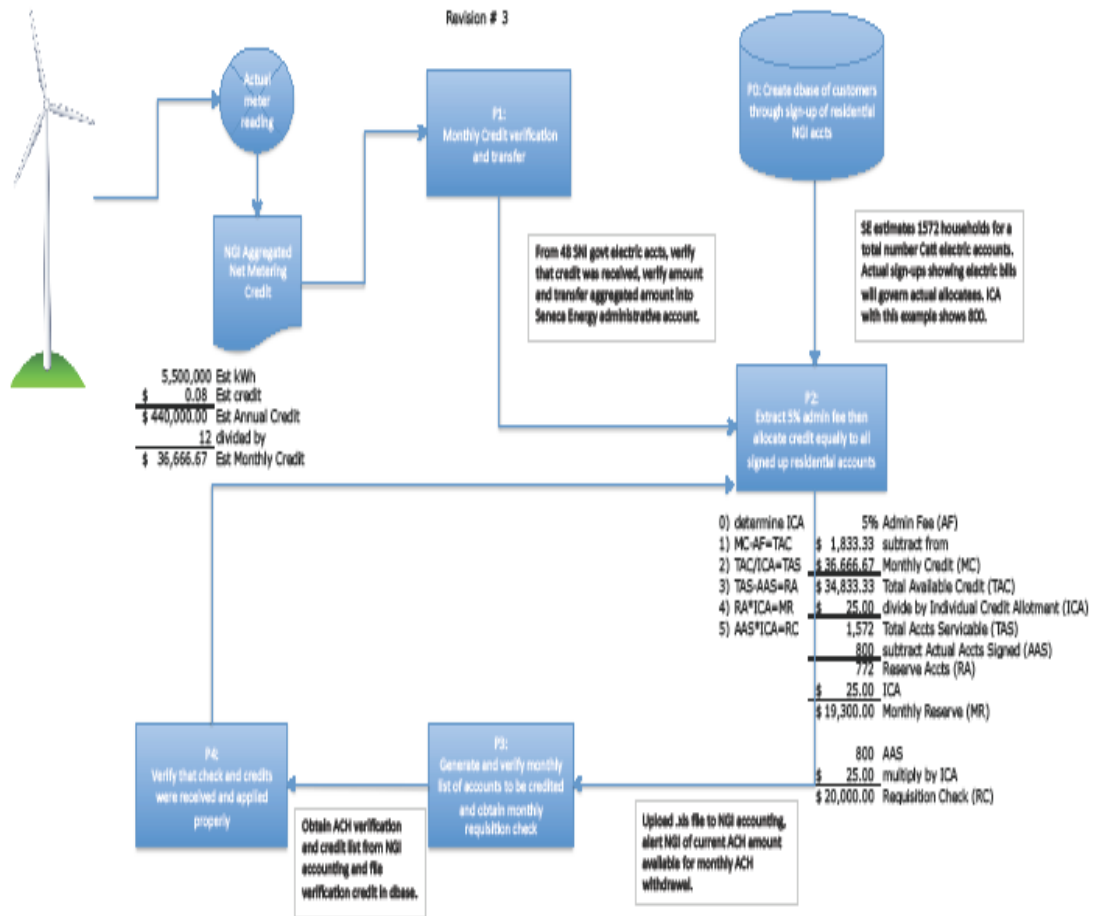 Revision # 3
Actual
meter
reading
P1:
Monthly Credit verification
and transfer
P0: Create dbase of customers
through sign-up of residential
NGI accts
NGI Aggregated
Net Metering
Credit
From 48 SNI govt electric accts, verify
that credit was received, verify amount
and transfer aggregated amount into
Seneca Energy administrative account.
SE estimates 1572 households for a
total number Catt electric accounts.
Actual sign-ups showing electric bills
will govern actual allocatees. ICA
with this example shows 800.
5,500,000 Est kWh
$ 0.08 Est credit
$ 440,000.00 Est Annual Credit
12 divided by
$ 36,666.67 Est Monthly Credit
P2:
Extract 5% admin fee then
allocate credit equally to all
signed up residential accounts
0) determine ICA
1) MC-AF=TAC
2) TAC/ICA=TAS
3) TAS-AAS=RA
4) RA*ICA=MR
5) AAS*ICA=RC
5% Admin Fee (AF)
$ 1,833.33 subtract from
$ 36,666.67 Monthly Credit (MC)
$ 34,833.33 Total Available Credit (TAC)
$ 25.00 divide by Individual Credit Allotment (ICA)
1,572 Total Accts Servicable (TAS)
800 subtract Actual Accts Signed (AAS)
772 Reserve Accts (RA)
$ 25.00 ICA
$ 19,300.00 Monthly Reserve (MR)
800 AAS
$ 25.00 multiply by ICA
$ 20,000.00 Requisition Check (RC)
P4:
Verify that check and credits
were received and applied
properly
P3:
Generate and verify monthly
list of accounts to be credited
and obtain monthly
requisition check
Obtain ACH verification
and credit list from NGI
accounting and file
verification credit in dbase.
Upload .xls file to NGI accounting,
alert NGI of current ACH amount
available for monthly ACH
withdrawal.